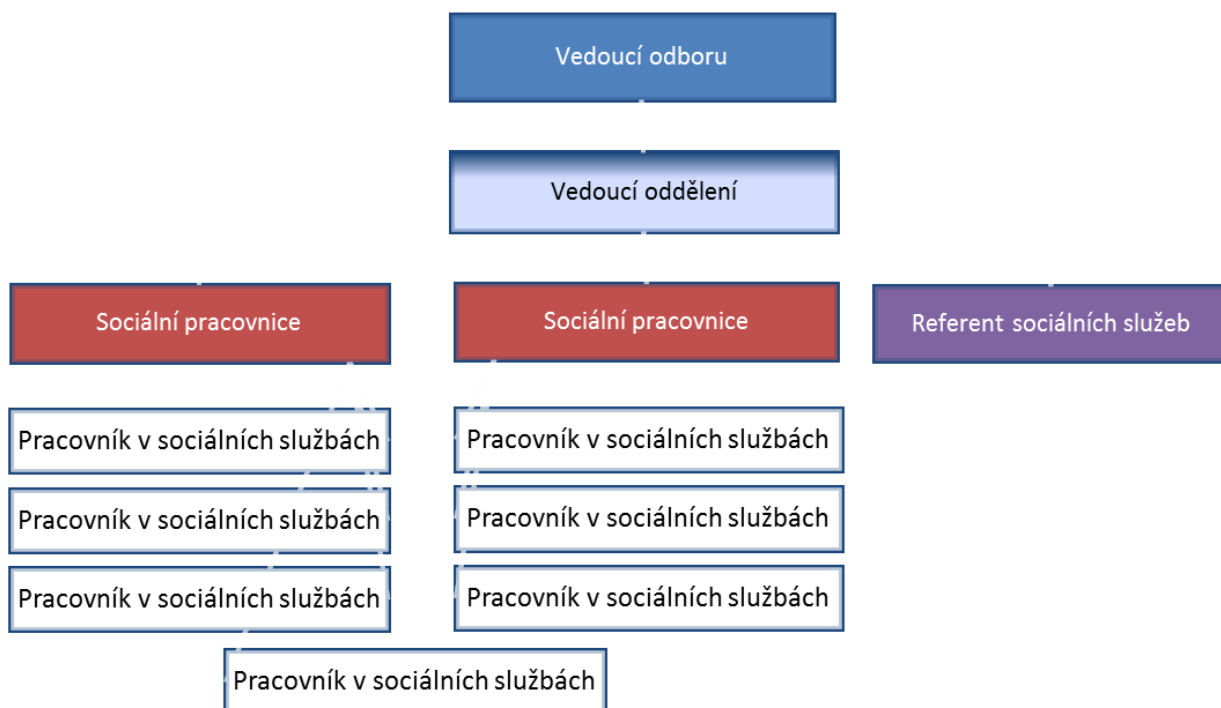 Vedoucí odboru
Vedoucí oddělení
Sociální pracovnice
Sociální pracovnice
Referent sociálních služeb
Pracovník v sociálních službách
Pracovník v sociálních službách
Pracovník v sociálních službách
Pracovník v sociálních službách
Pracovník v sociálních službách
Pracovník v sociálních službách
Pracovník v sociálních službách